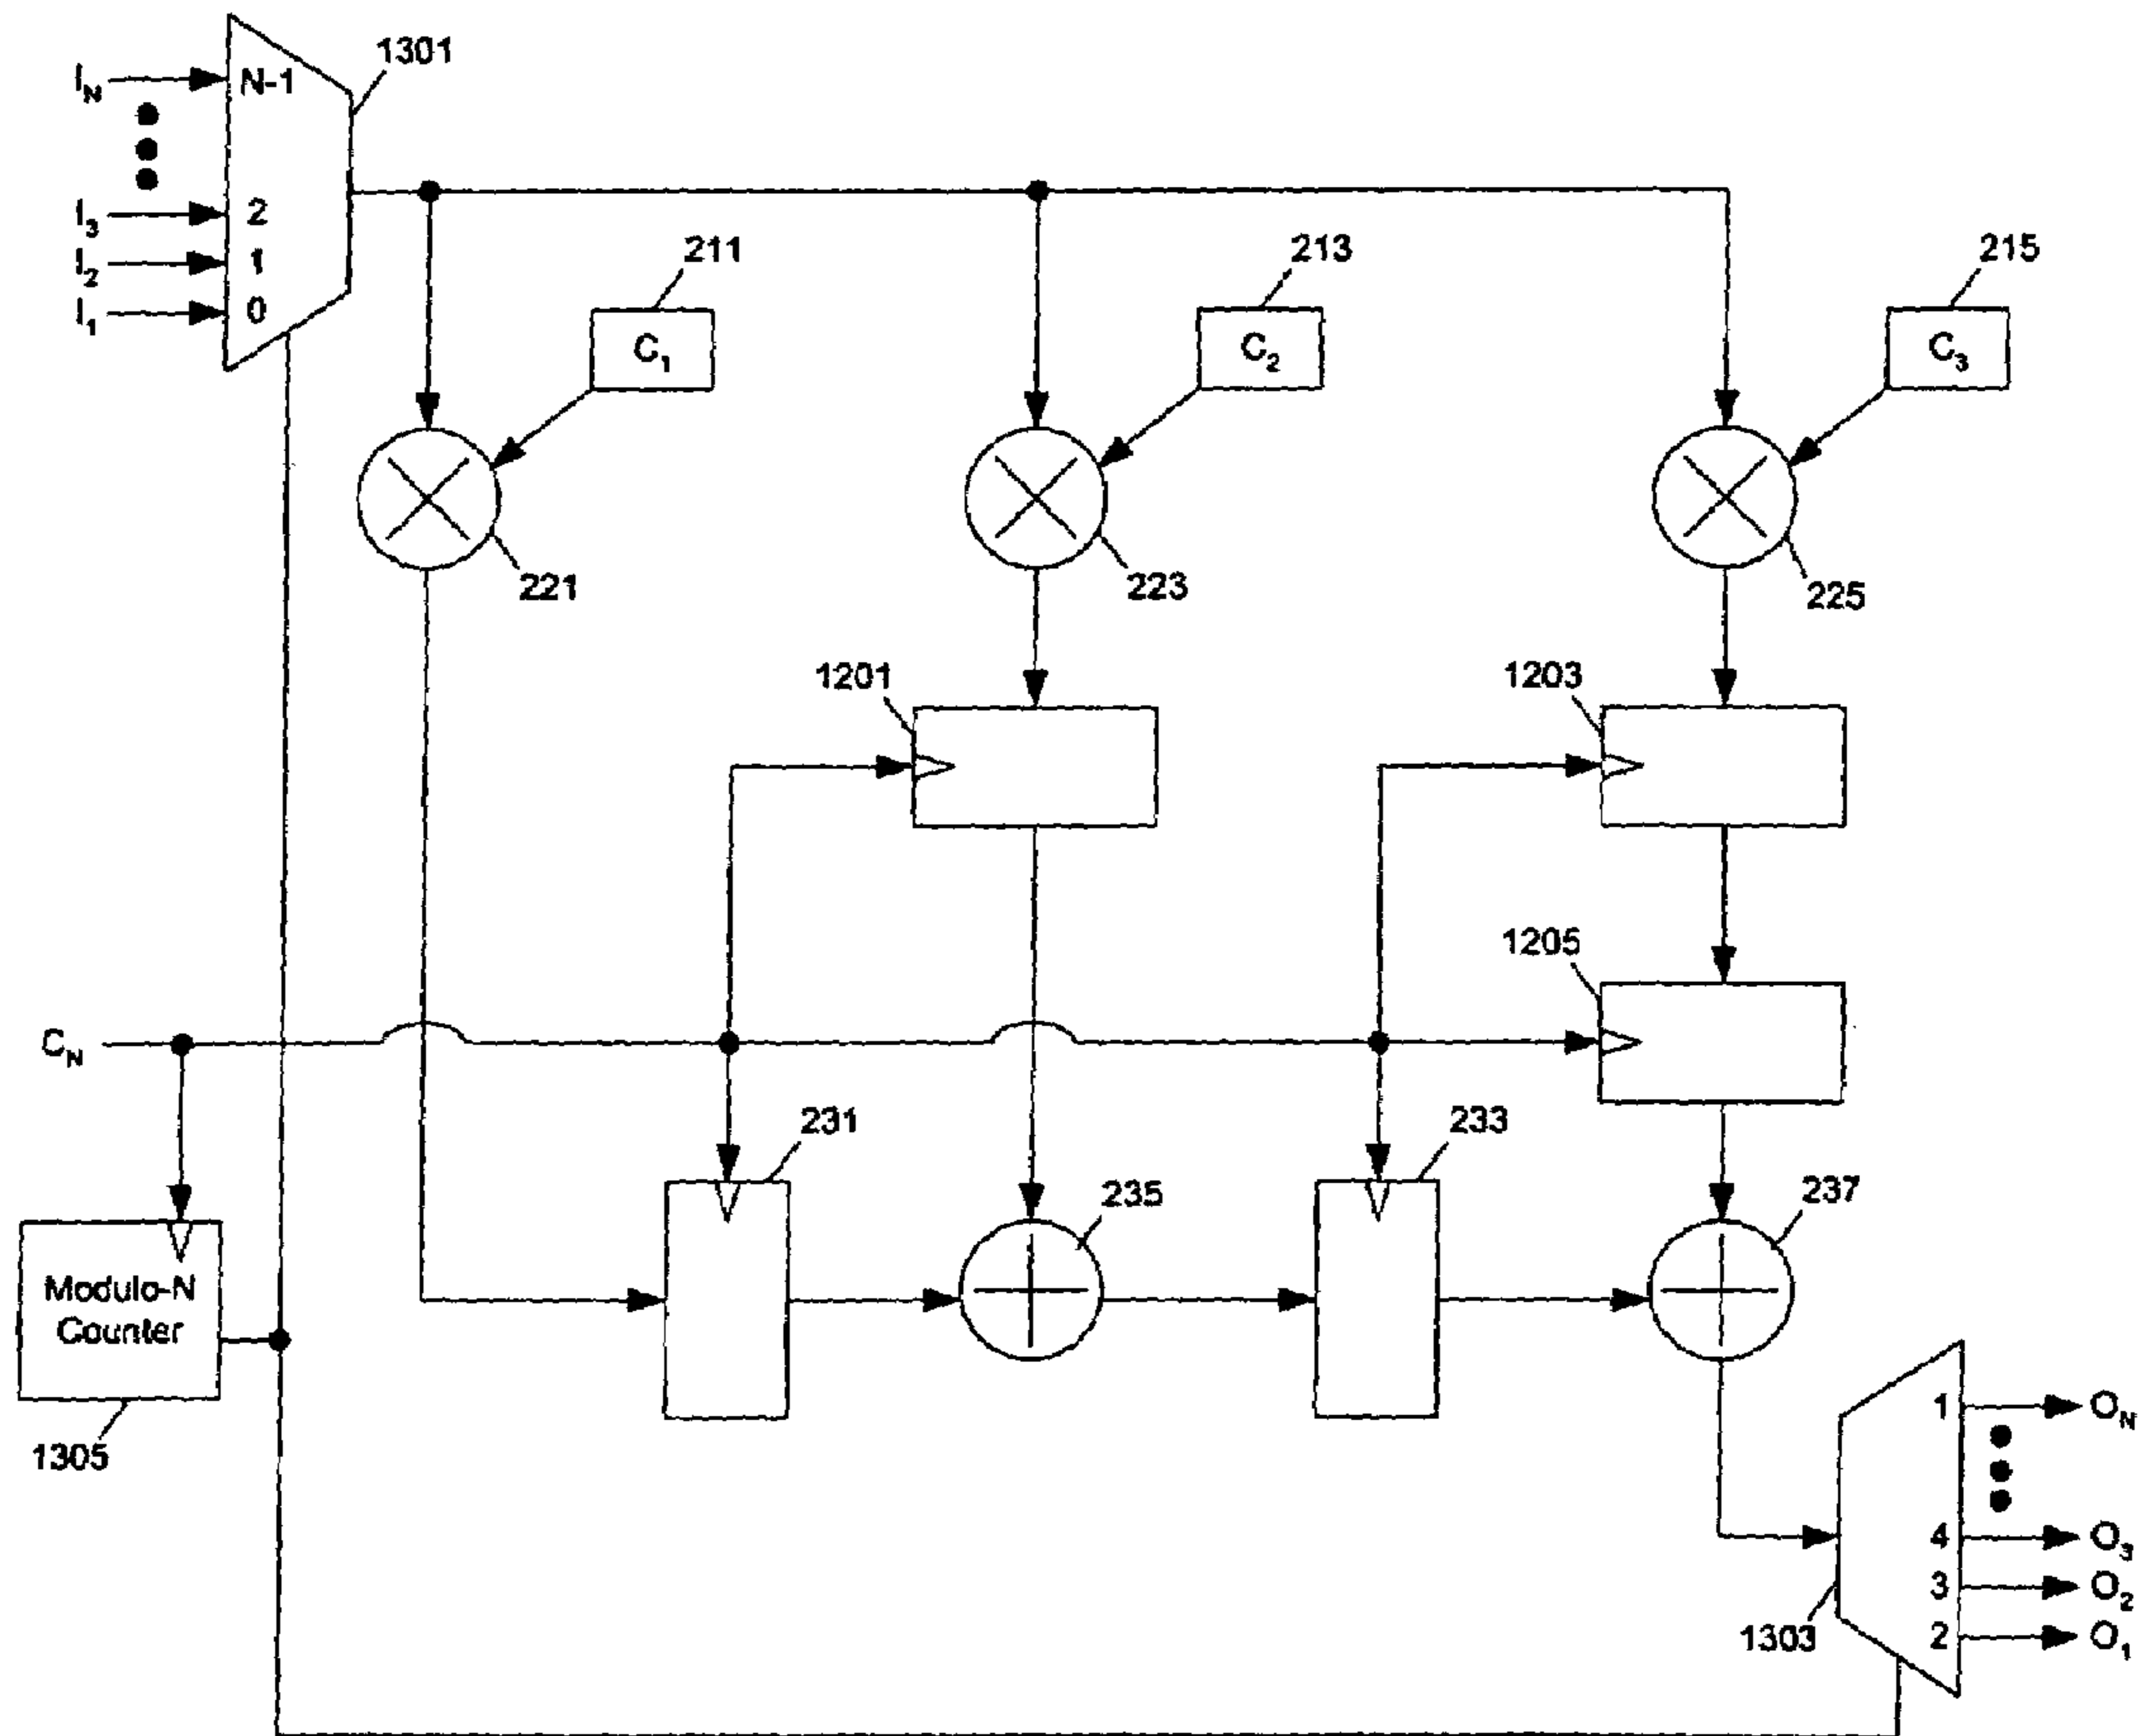 1301
I_N N-1
I_3 2
I_2 1
I_1 0
211
213
215
C_1
C_2
C_3
221
223
225
1201
1203
1205
C_N
231
233
235
237
Modulo-N
Counter
1305
1 O_N
4 O_3
3 O_2
2 O_1
1303